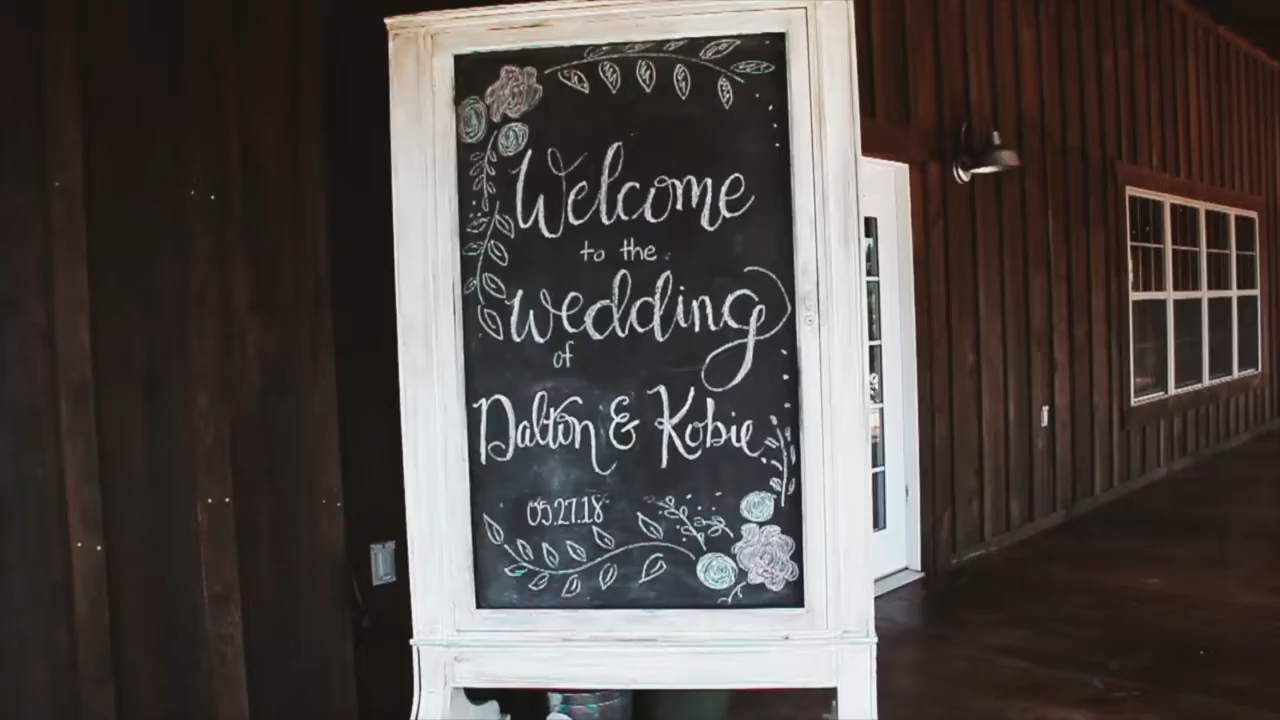 Welcome
to the
wedding
of
Dalton & Kobie
05.27.18